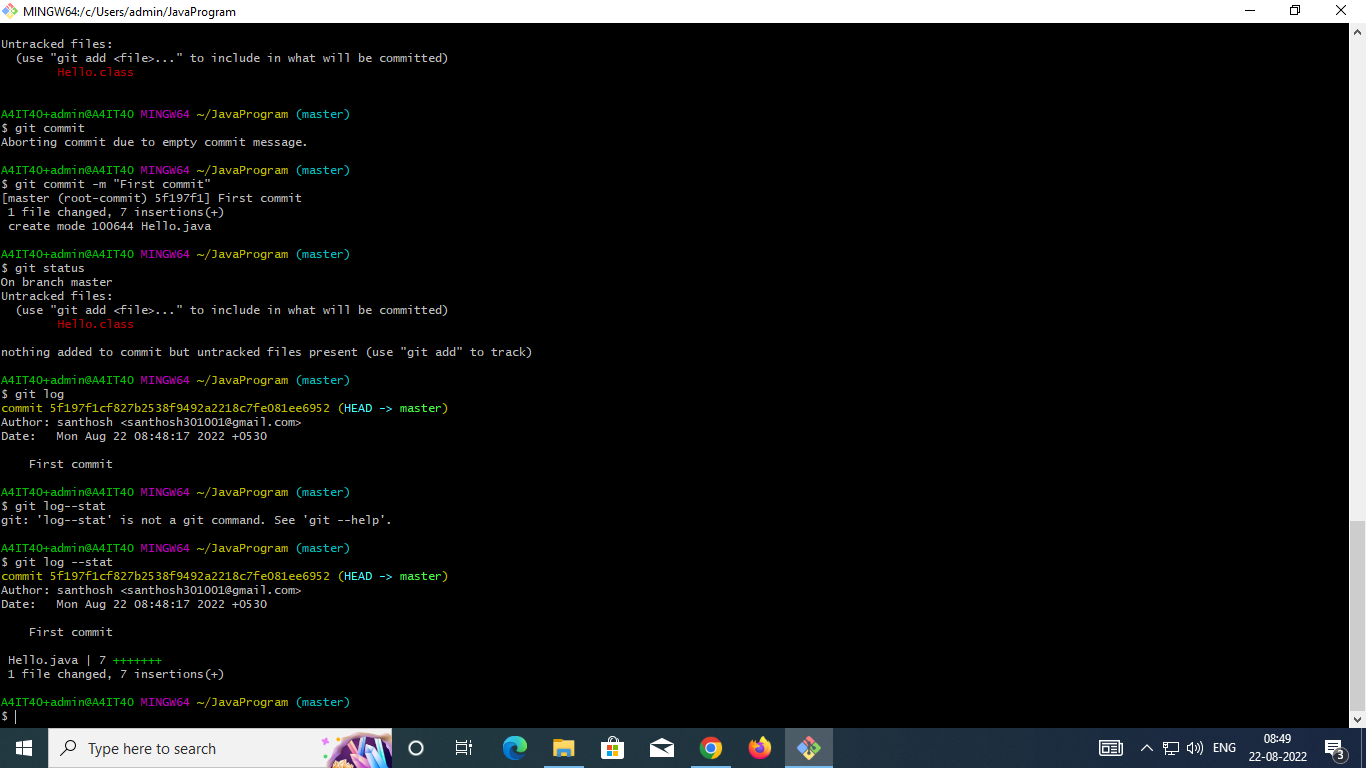 MINGW64:/c/Users/admin/JavaProgram
Untracked files:
  (use "git add <file>..." to include in what will be committed)
        Hello.class
A4IT40+admin@A4IT40 MINGW64 ~/JavaProgram (master)
$ git commit
Aborting commit due to empty commit message.
A4IT40+admin@A4IT40 MINGW64 ~/JavaProgram (master)
$ git commit -m "First commit"
[master (root-commit) 5f197f1] First commit
 1 file changed, 7 insertions(+)
 create mode 100644 Hello.java
A4IT40+admin@A4IT40 MINGW64 ~/JavaProgram (master)
$ git status
On branch master
Untracked files:
  (use "git add <file>..." to include in what will be committed)
        Hello.class
nothing added to commit but untracked files present (use "git add" to track)
A4IT40+admin@A4IT40 MINGW64 ~/JavaProgram (master)
$ git log
commit 5f197f1cf827b2538f9492a2218c7fe081ee6952 (HEAD -> master)
Author: santhosh <santhosh301001@gmail.com>
Date:   Mon Aug 22 08:48:17 2022 +0530
    First commit
A4IT40+admin@A4IT40 MINGW64 ~/JavaProgram (master)
$ git log--stat
git: 'log--stat' is not a git command. See 'git --help'.
A4IT40+admin@A4IT40 MINGW64 ~/JavaProgram (master)
$ git log --stat
commit 5f197f1cf827b2538f9492a2218c7fe081ee6952 (HEAD -> master)
Author: santhosh <santhosh301001@gmail.com>
Date:   Mon Aug 22 08:48:17 2022 +0530
    First commit
 Hello.java | 7 +++++++
 1 file changed, 7 insertions(+)
A4IT40+admin@A4IT40 MINGW64 ~/JavaProgram (master)
$
Type here to search
ENG
08:49
22-08-2022
3